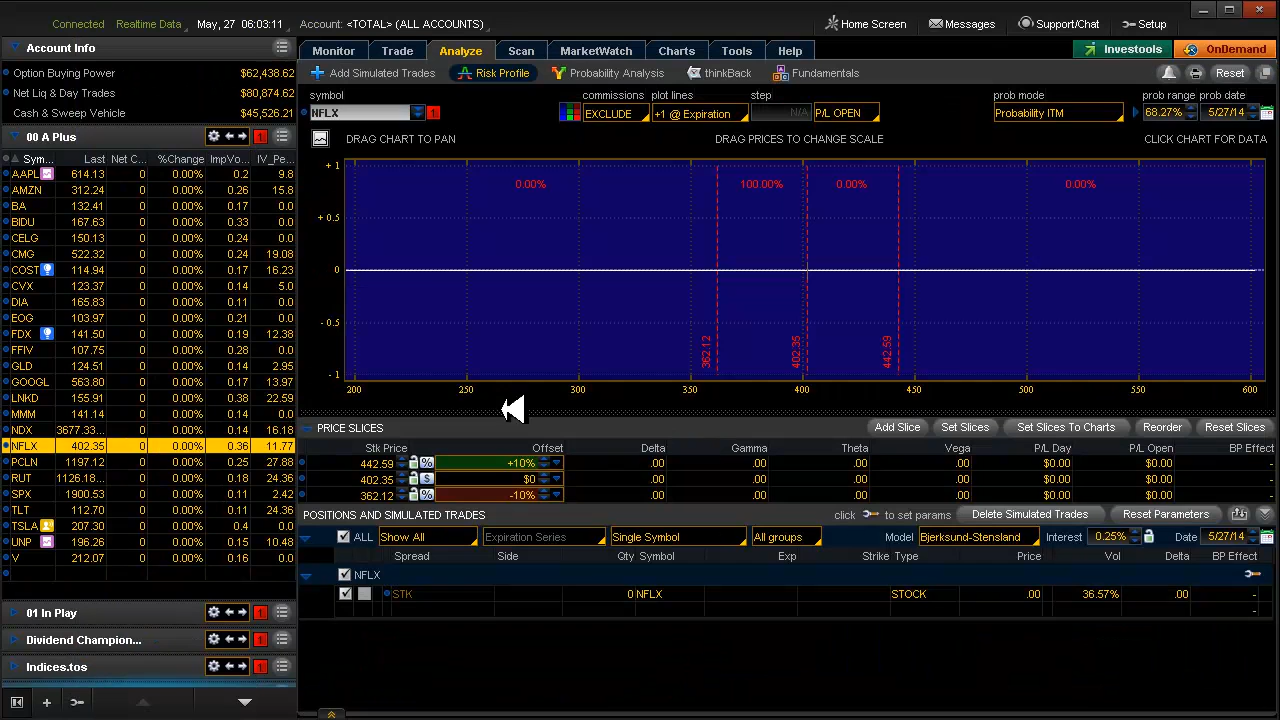 Connected Realtime Data May, 27 06:03:11 Account: <TOTAL> (ALL ACCOUNTS) Home Screen Messages Support/Chat Setup
Account Info
Option Buying Power $62,438.62
Net Liq & Day Trades $80,874.62
Cash & Sweep Vehicle $45,526.21
00 A Plus 1
Sym... Last Net C... %Change ImpVo... IV_Pe...
AAPL 614.13 0 0.00% 0.2 9.8
AMZN 312.24 0 0.00% 0.26 15.8
BA 132.41 0 0.00% 0.17 0.0
BIDU 167.63 0 0.00% 0.33 0.0
CELG 150.13 0 0.00% 0.24 0.0
CMG 522.32 0 0.00% 0.24 19.08
COST 114.94 0 0.00% 0.17 16.23
CVX 123.37 0 0.00% 0.14 5.0
DIA 165.83 0 0.00% 0.11 0.0
EOG 103.97 0 0.00% 0.21 0.0
FDX 141.50 0 0.00% 0.19 12.38
FFIV 107.75 0 0.00% 0.28 0.0
GLD 124.51 0 0.00% 0.14 2.95
GOOGL 563.80 0 0.00% 0.17 13.97
LNKD 155.91 0 0.00% 0.38 22.59
MMM 141.14 0 0.00% 0.14 0.0
NDX 3677.33... 0 0.00% 0.14 16.18
NFLX 402.35 0 0.00% 0.36 11.77
PCLN 1197.12 0 0.00% 0.25 27.88
RUT 1126.18... 0 0.00% 0.18 24.36
SPX 1900.53 0 0.00% 0.11 2.42
TLT 112.70 0 0.00% 0.11 24.36
TSLA 207.30 0 0.00% 0.4 0.0
UNP 196.26 0 0.00% 0.15 10.48
V 212.07 0 0.00% 0.16 0.0
01 In Play 1
Dividend Champion... 1
Indices.tos 1
Monitor Trade Analyze Scan MarketWatch Charts Tools Help Investools OnDemand
Add Simulated Trades Risk Profile Probability Analysis thinkBack Fundamentals Reset
symbol commissions plot lines step prob mode prob range prob date
NFLX 1 EXCLUDE +1 @ Expiration N/A P/L OPEN Probability ITM 68.27% 5/27/14
DRAG CHART TO PAN DRAG PRICES TO CHANGE SCALE CLICK CHART FOR DATA
+ 1
0.00% 100.00% 0.00% 0.00%
+ 0.5
0
- 0.5
362.12 402.35 442.59
- 1
200 250 300 350 400 450 500 550 600
PRICE SLICES Add Slice Set Slices Set Slices To Charts Reorder Reset Slices
Stk Price Offset Delta Gamma Theta Vega P/L Day P/L Open BP Effect
442.59 % +10% .00 .00 .00 .00 $0.00 $0.00 -
402.35 $ $0 .00 .00 .00 .00 $0.00 $0.00 -
362.12 % -10% .00 .00 .00 .00 $0.00 $0.00 -
POSITIONS AND SIMULATED TRADES click to set params Delete Simulated Trades Reset Parameters
ALL Show All Expiration Series Single Symbol All groups Model Bjerksund-Stensland Interest 0.25% Date 5/27/14
Spread Side Qty Symbol Exp Strike Type Price Vol Delta BP Effect
NFLX -
STK 0 NFLX STOCK .00 36.57% .00 -
-